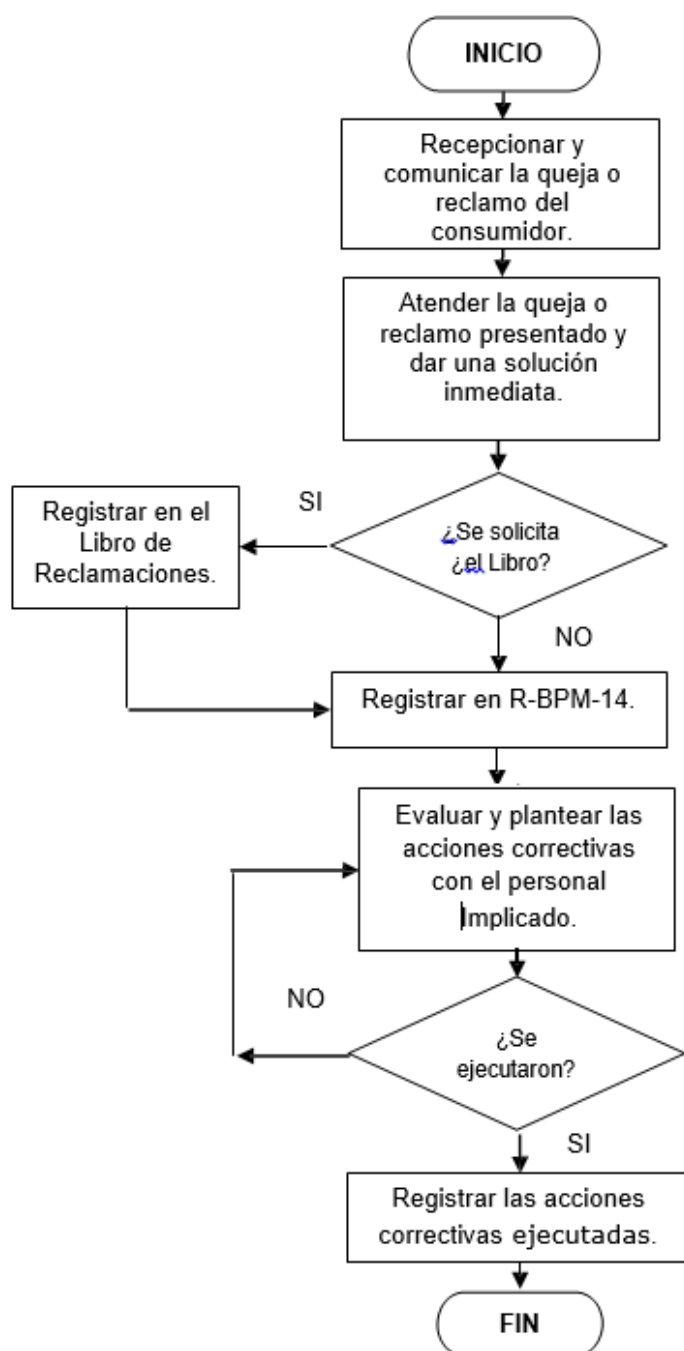 INICIO
Recepcionar y
comunicar la queja o
reclamo del
consumidor.
Atender la queja o
reclamo presentado y
dar una solución
inmediata.
SI
Registrar en el
Libro de
Reclamaciones.
¿Se solicita
¿el Libro?
NO
Registrar en R-BPM-14.
Evaluar y plantear las
acciones correctivas
con el personal
Implicado.
NO
¿Se
ejecutaron?
SI
Registrar las acciones
correctivas ejecutadas.
FIN